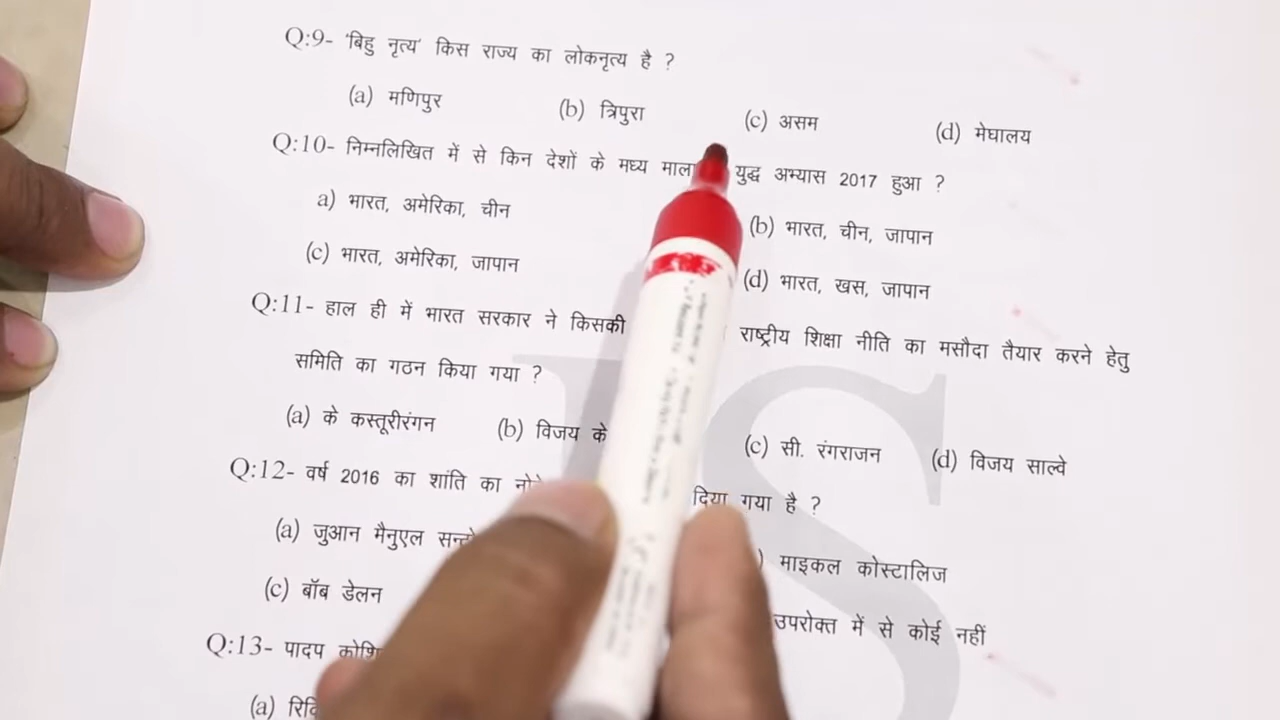 Q:9- 'बिहु नृत्य' किस राज्य का लोकनृत्य है ?
(a) मणिपुर (b) त्रिपुरा (c) असम (d) मेघालय
Q:10- निम्नलिखित में से किन देशों के मध्य युद्ध अभ्यास 2017 हुआ ?
a) भारत, अमेरिका, चीन (b) भारत, चीन, जापान
(c) भारत, अमेरिका, जापान (d) भारत, खस, जापान
Q:11- हाल ही में भारत सरकार ने किसकी राष्ट्रीय शिक्षा नीति का मसौदा तैयार करने हेतु
समिति का गठन किया गया ?
(a) के कस्तूरीरंगन (b) विजय के (c) सी. रंगराजन (d) विजय साल्वे
Q:12- वर्ष 2016 का शांति का दिया गया है ?
(a) जुआन मैनुएल ) माइकल कोस्टालिज
(c) बॉब डेलन उपरोक्त में से कोई नहीं
Q:13- पादप
(a)